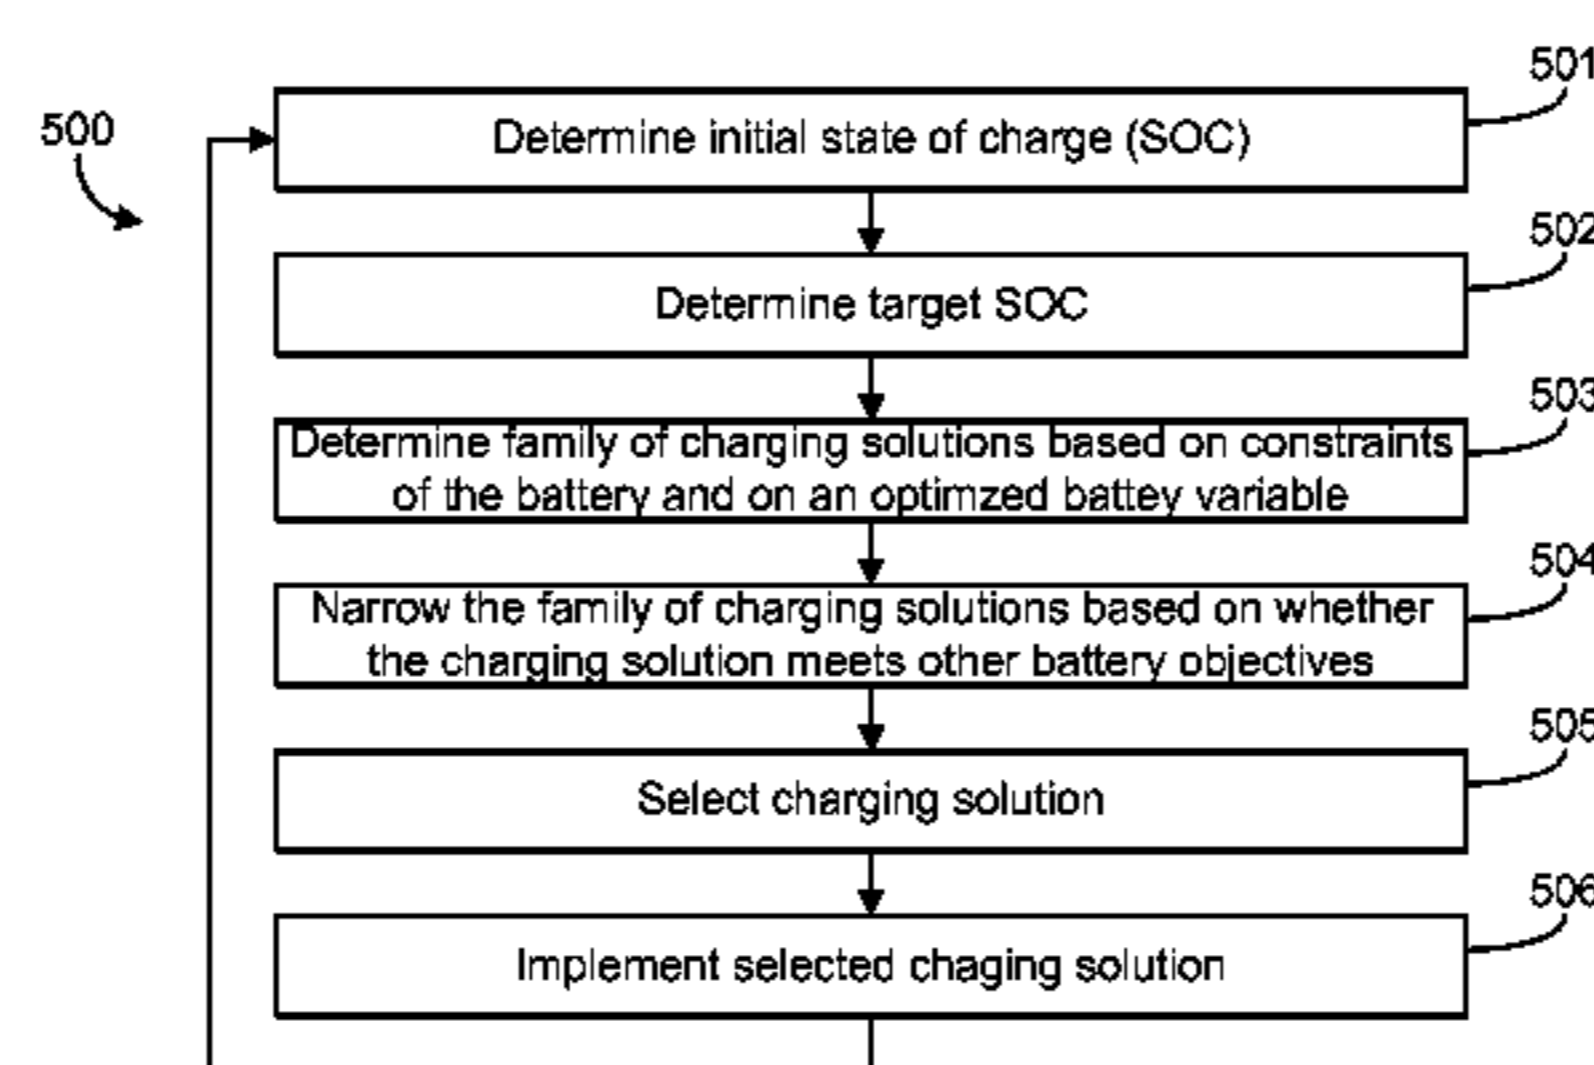 501
500
Determine initial state of charge (SOC)
502
Determine target SOC
503
Determine family of charging solutions based on constraints
of the battery and on an optimzed battey variable
504
Narrow the family of charging solutions based on whether
the charging solution meets other battery objectives
505
Select charging solution
506
Implement selected chaging solution